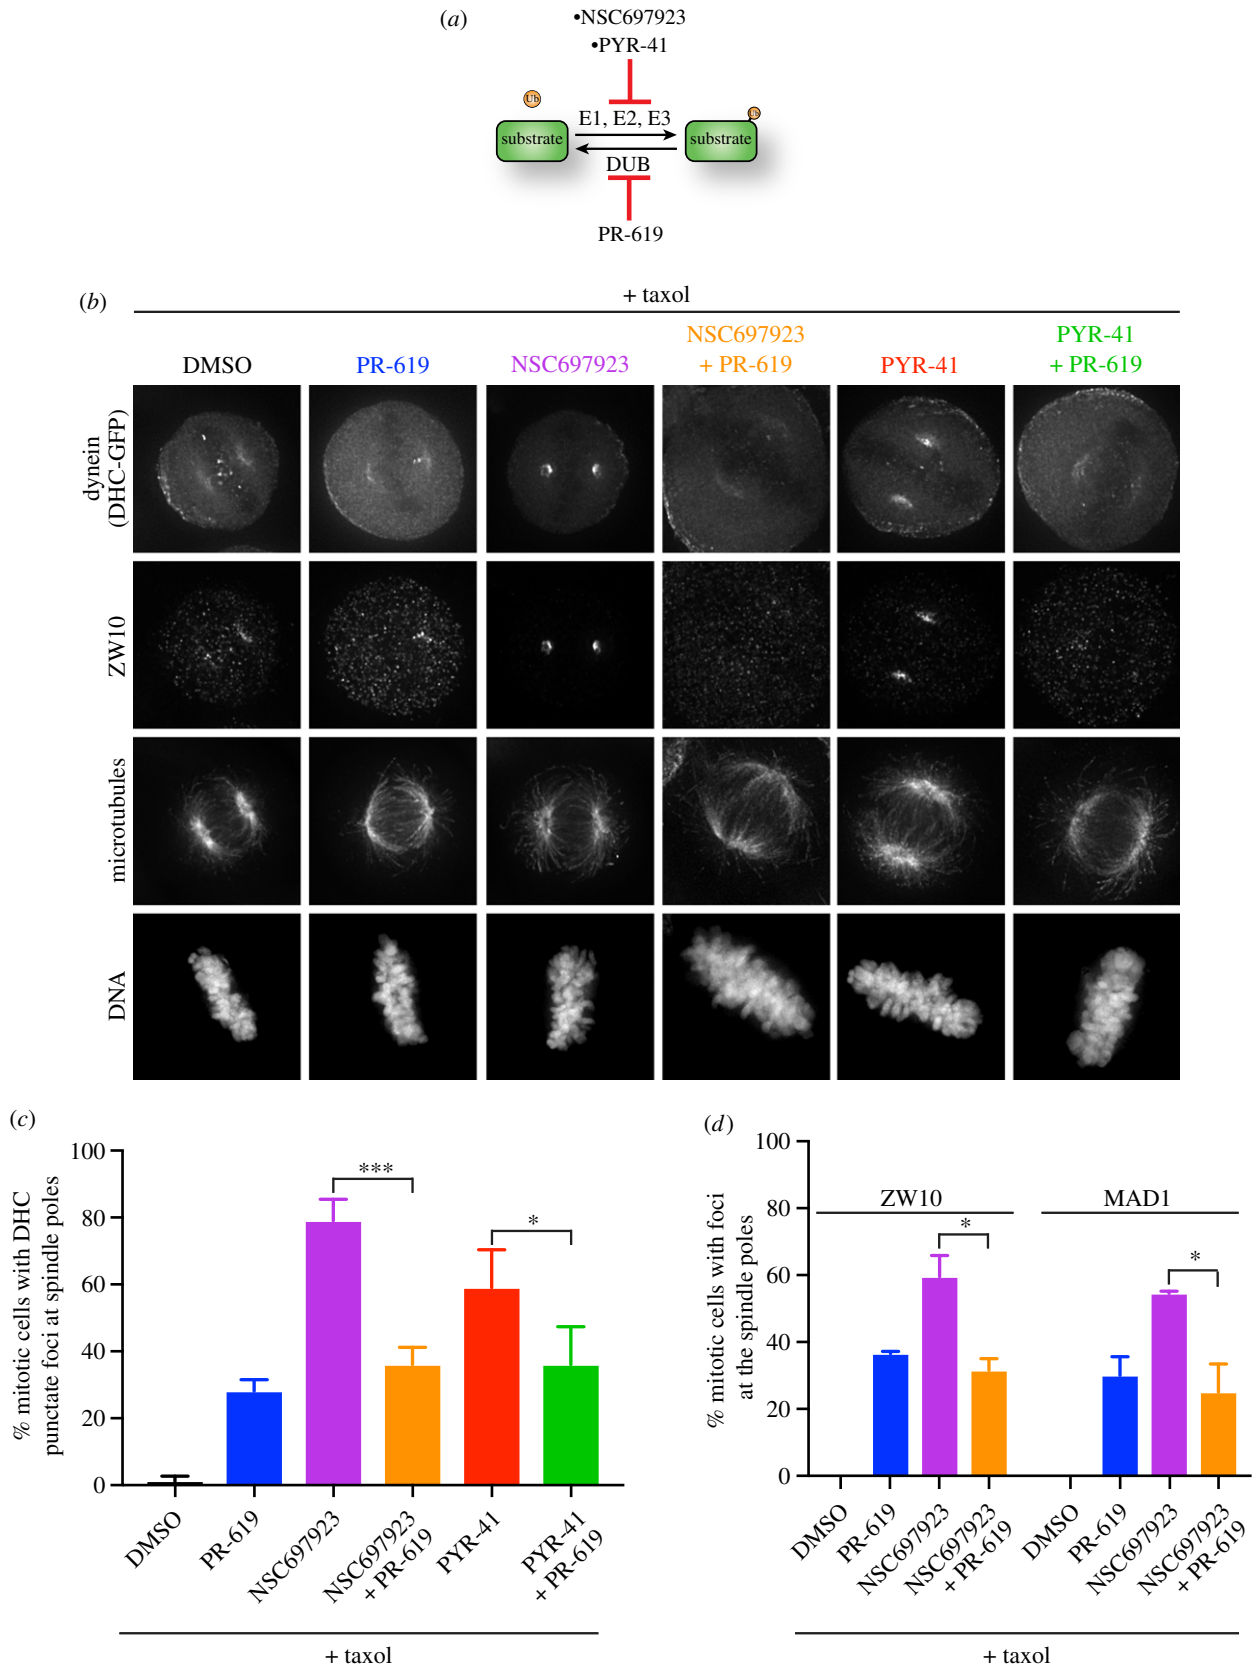 (a)
•NSC697923
•PYR-41
Ub
Ub
E1, E2, E3
substrate
substrate
DUB
PR-619
(b)
+ taxol
DMSO
PR-619
NSC697923
NSC697923
+ PR-619
PYR-41
PYR-41
+ PR-619
dynein
(DHC-GFP)
ZW10
microtubules
DNA
(c)
% mitotic cells with DHC
punctate foci at spindle poles
100
80
60
40
20
0
***
*
DMSO
PR-619
NSC697923
NSC697923
+ PR-619
PYR-41
PYR-41
+ PR-619
+ taxol
(d)
% mitotic cells with foci
at the spindle poles
100
80
60
40
20
0
ZW10
MAD1
*
*
DMSO
PR-619
NSC697923
NSC697923
+ PR-619
DMSO
PR-619
NSC697923
NSC697923
+ PR-619
+ taxol